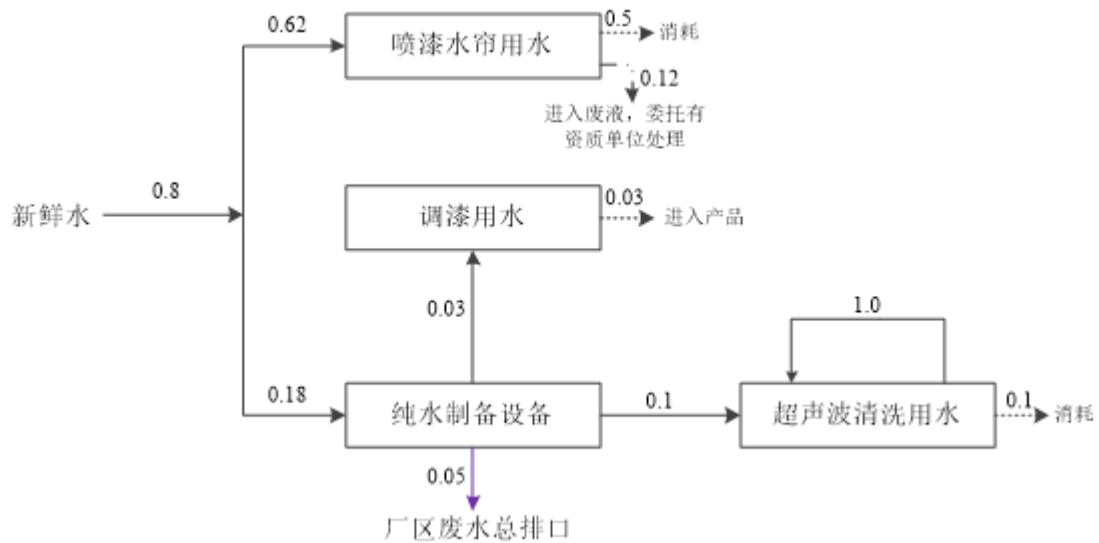 0.62
喷漆水帘用水
0.5
消耗
0.12
进入废液，委托有
资质单位处理
新鲜水
0.8
调漆用水
0.03
进入产品
0.03
1.0
0.18
纯水制备设备
0.1
超声波清洗用水
0.1
消耗
0.05
厂区废水总排口